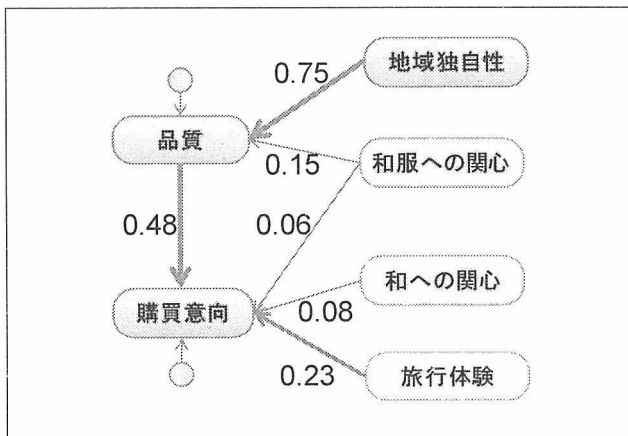 地域独自性
0.75
品質
0.15
和服への関心
0.48
0.06
和への関心
購買意向
0.08
0.23
旅行体験